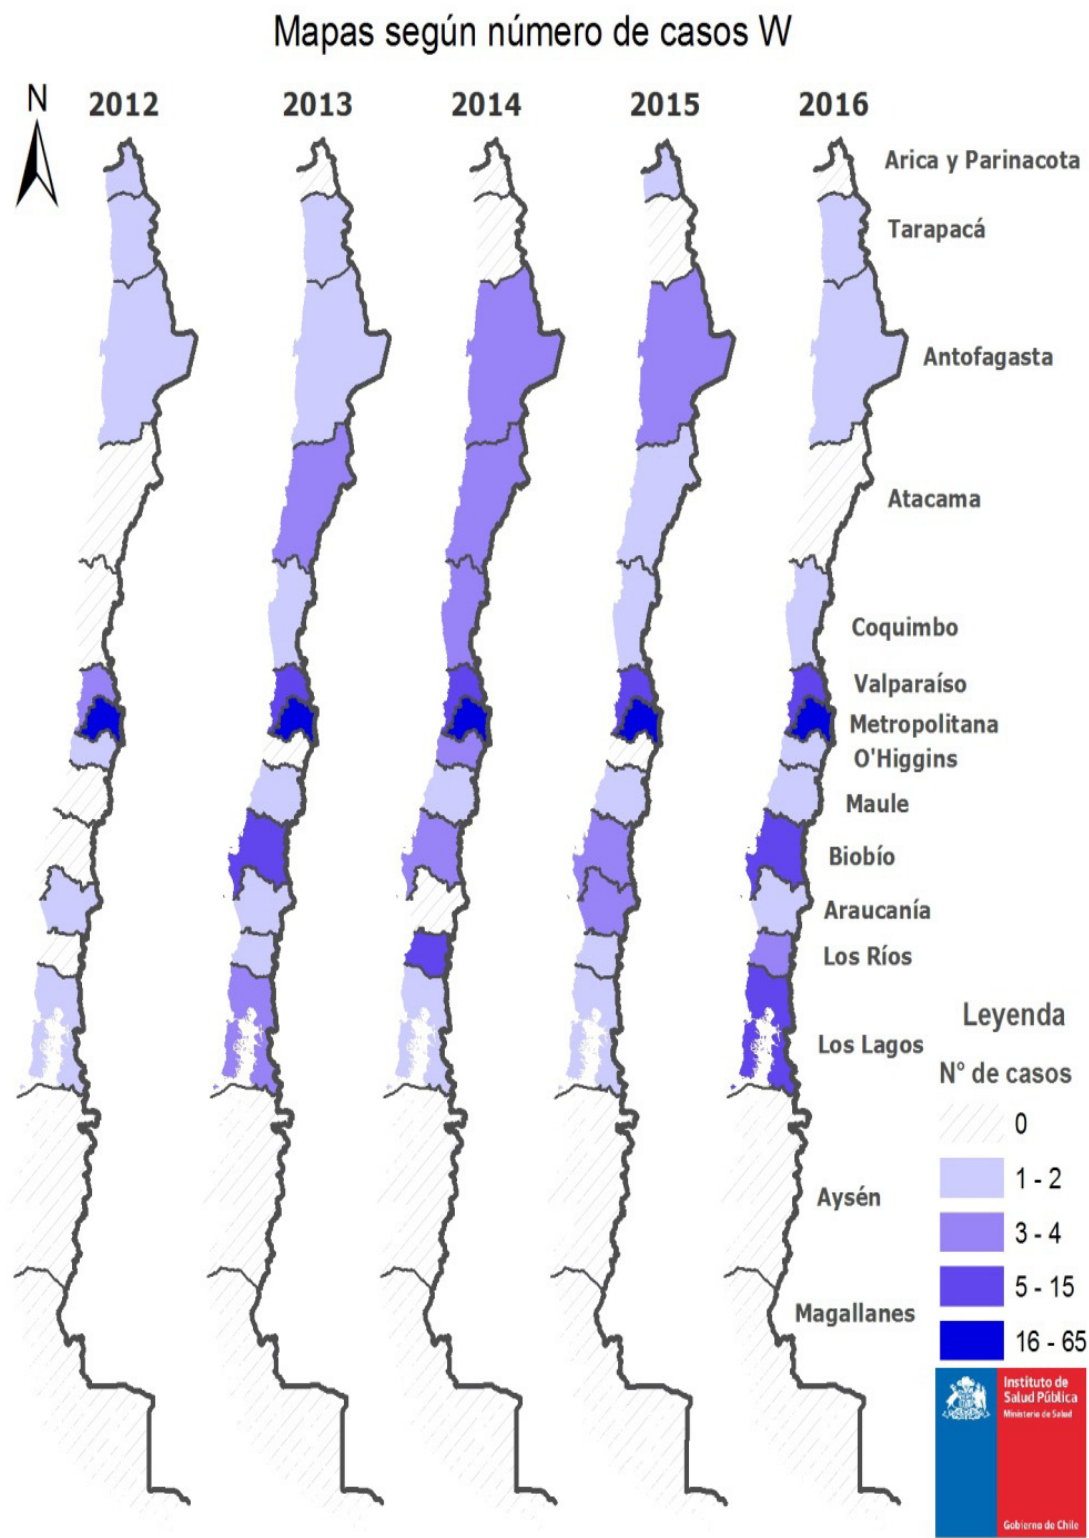 Mapas según número de casos W
N
2012 2013 2014 2015 2016
Arica y Parinacota
Tarapacá
Antofagasta
Atacama
Coquimbo
Valparaíso
Metropolitana
O'Higgins
Maule
Biobío
Araucanía
Los Ríos
Los Lagos
Aysén
Magallanes
Leyenda
N° de casos
0
1 - 2
3 - 4
5 - 15
16 - 65
Instituto de
Salud Pública
Ministerio de Salud
Gobierno de Chile